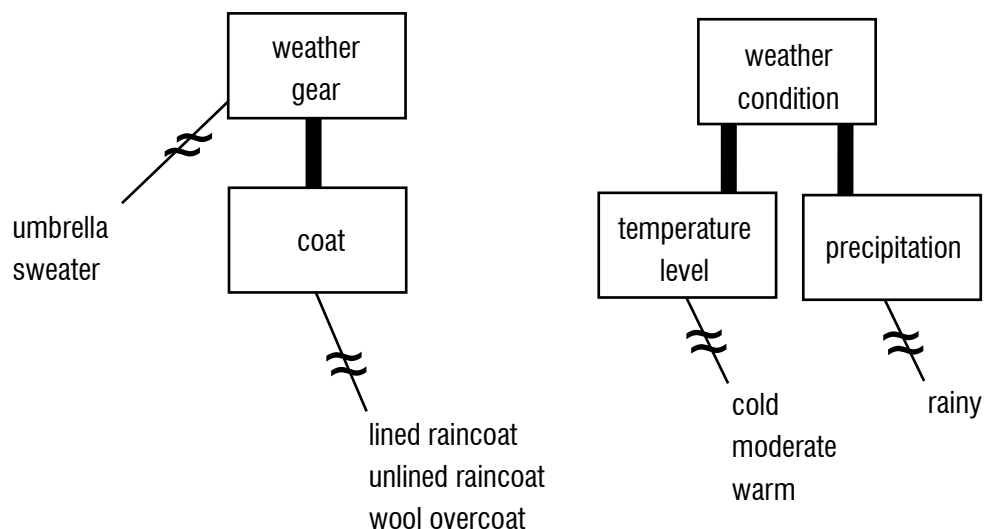 weather
gear
umbrella
sweater
coat
lined raincoat
unlined raincoat
wool overcoat
weather
condition
temperature
level
precipitation
cold
moderate
warm
rainy